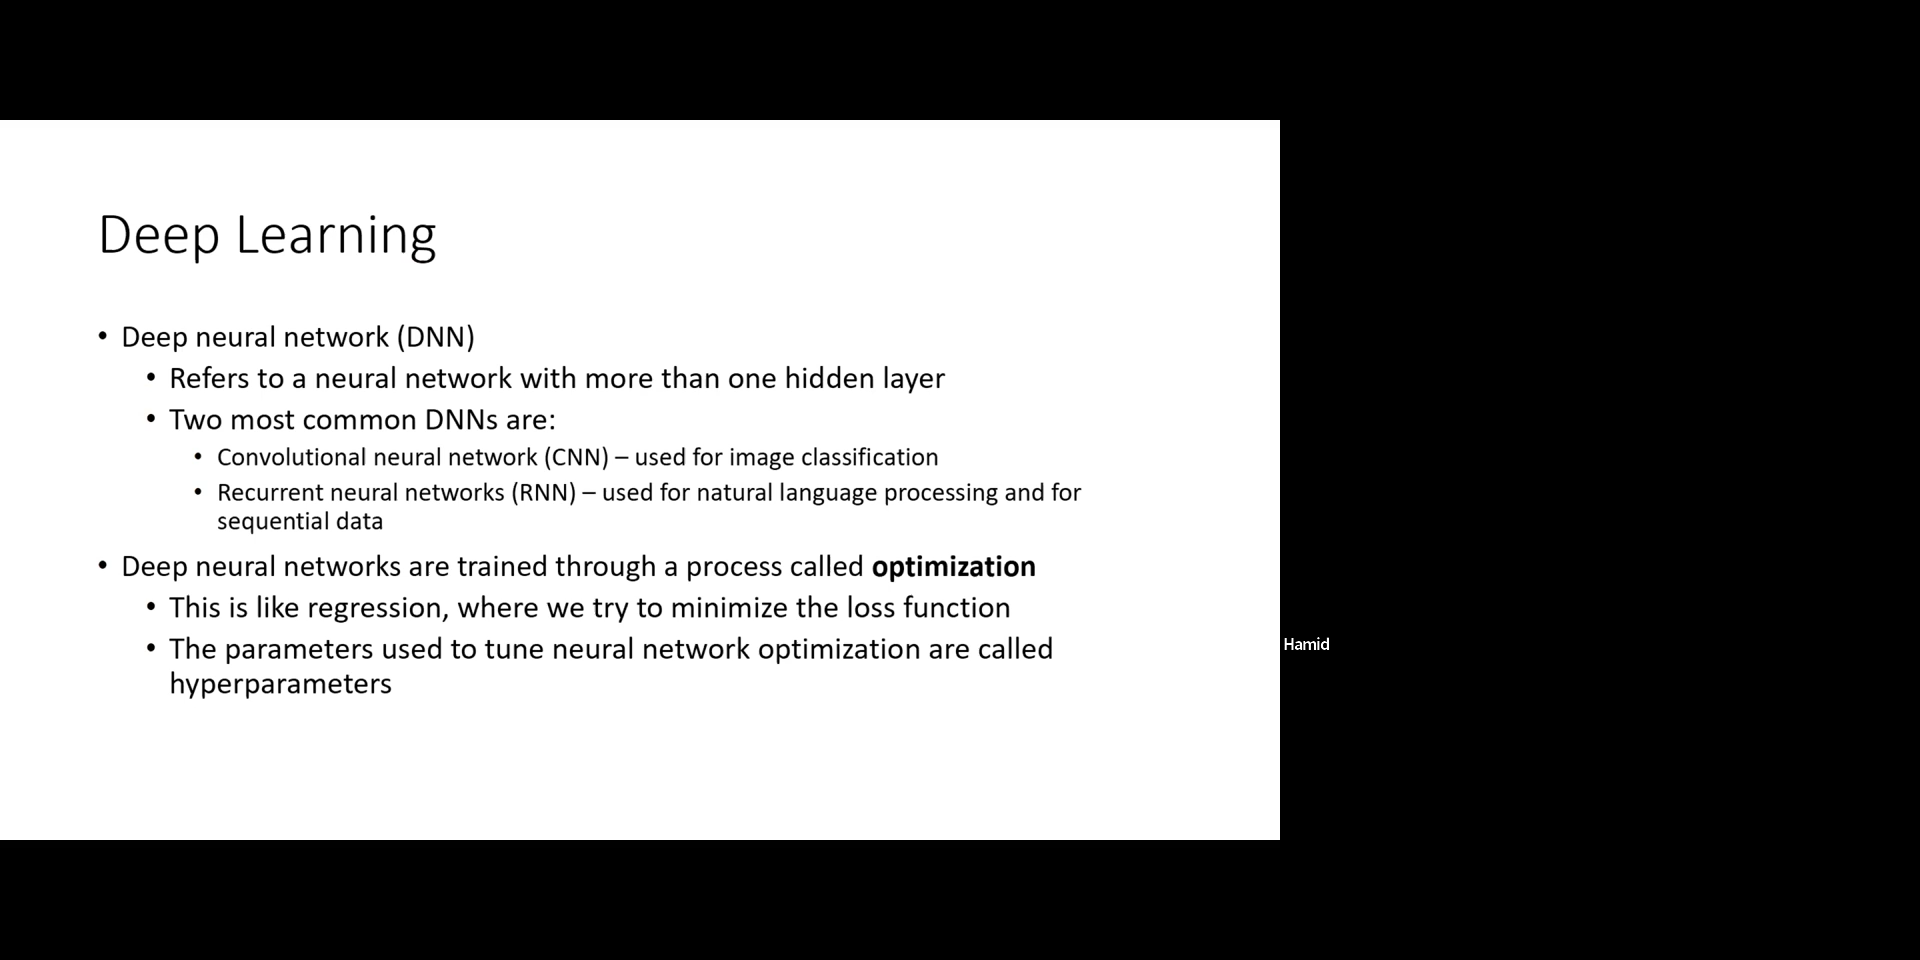 Deep Learning
• Deep neural network (DNN)
• Refers to a neural network with more than one hidden layer
• Two most common DNNs are:
• Convolutional neural network (CNN) – used for image classification
• Recurrent neural networks (RNN) – used for natural language processing and for
sequential data
• Deep neural networks are trained through a process called optimization
• This is like regression, where we try to minimize the loss function
• The parameters used to tune neural network optimization are called
hyperparameters
Hamid